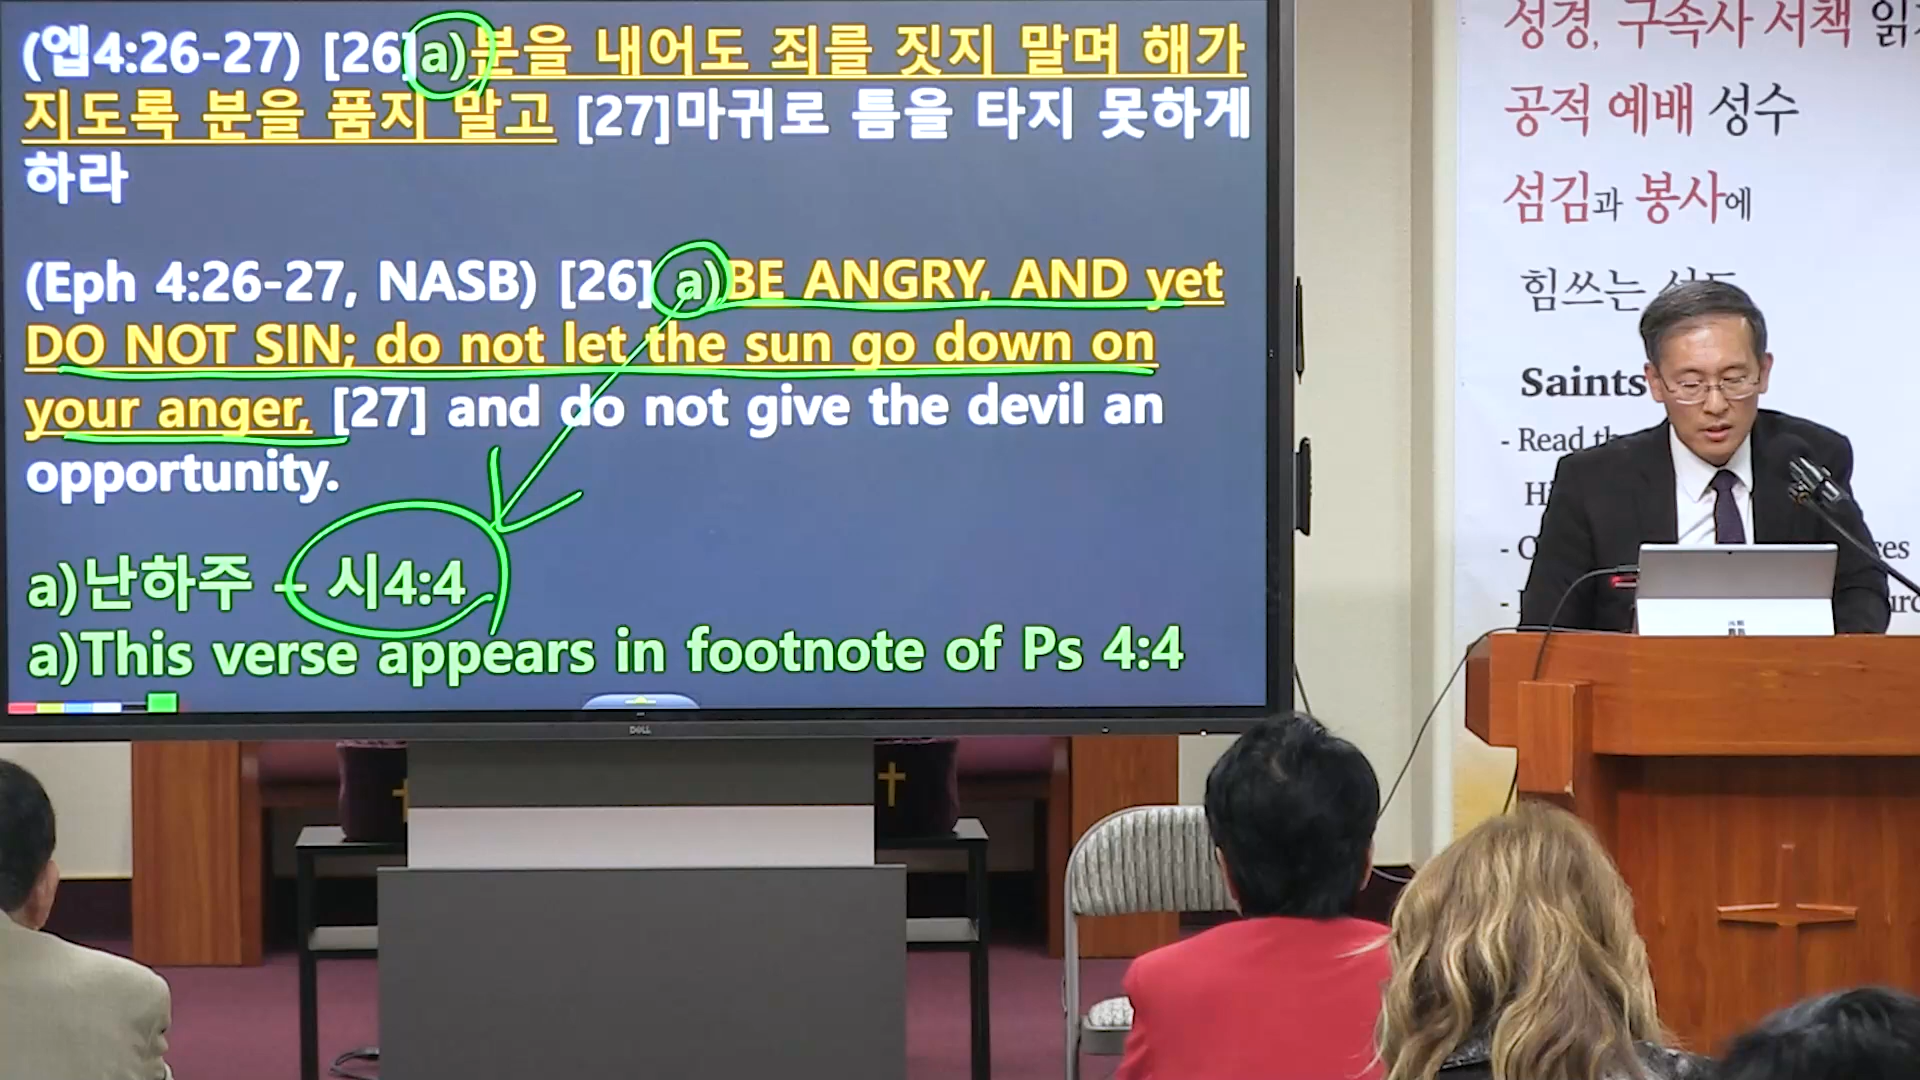 (엡4:26-27) [26]a)분을 내어도 죄를 짓지 말며 해가
지도록 분을 품지 말고 [27]마귀로 틈을 타지 못하게
하라
(Eph 4:26-27, NASB) [26] a)BE ANGRY, AND yet
DO NOT SIN; do not let the sun go down on
your anger, [27] and do not give the devil an
opportunity.
a)난하주 – 시4:4
a)This verse appears in footnote of Ps 4:4
DELL
성경, 구속사 서책
공적 예배 성수
섬김과 봉사에
힘쓰는
Saints
- Read